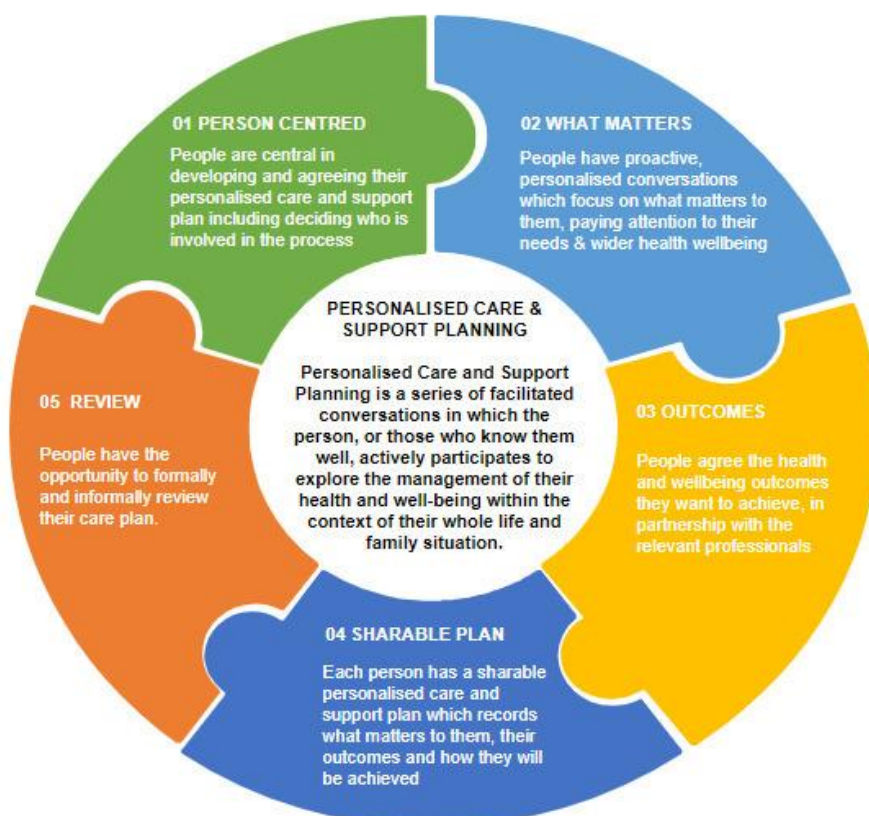 01 PERSON CENTRED
People are central in
developing and agreeing their
personalised care and support
plan including deciding who is
involved in the process
02 WHAT MATTERS
People have proactive,
personalised conversations
which focus on what matters to
them, paying attention to their
needs & wider health wellbeing
PERSONALISED CARE &
SUPPORT PLANNING
Personalised Care and Support
Planning is a series of facilitated
conversations in which the
person, or those who know them
well, actively participates to
explore the management of their
health and well-being within the
context of their whole life and
family situation.
03 OUTCOMES
People agree the health
and wellbeing outcomes
they want to achieve, in
partnership with the
relevant professionals
04 SHARABLE PLAN
Each person has a sharable
personalised care and
support plan which records
what matters to them, their
outcomes and how they will
be achieved
05 REVIEW
People have the
opportunity to formally
and informally review
their care plan.